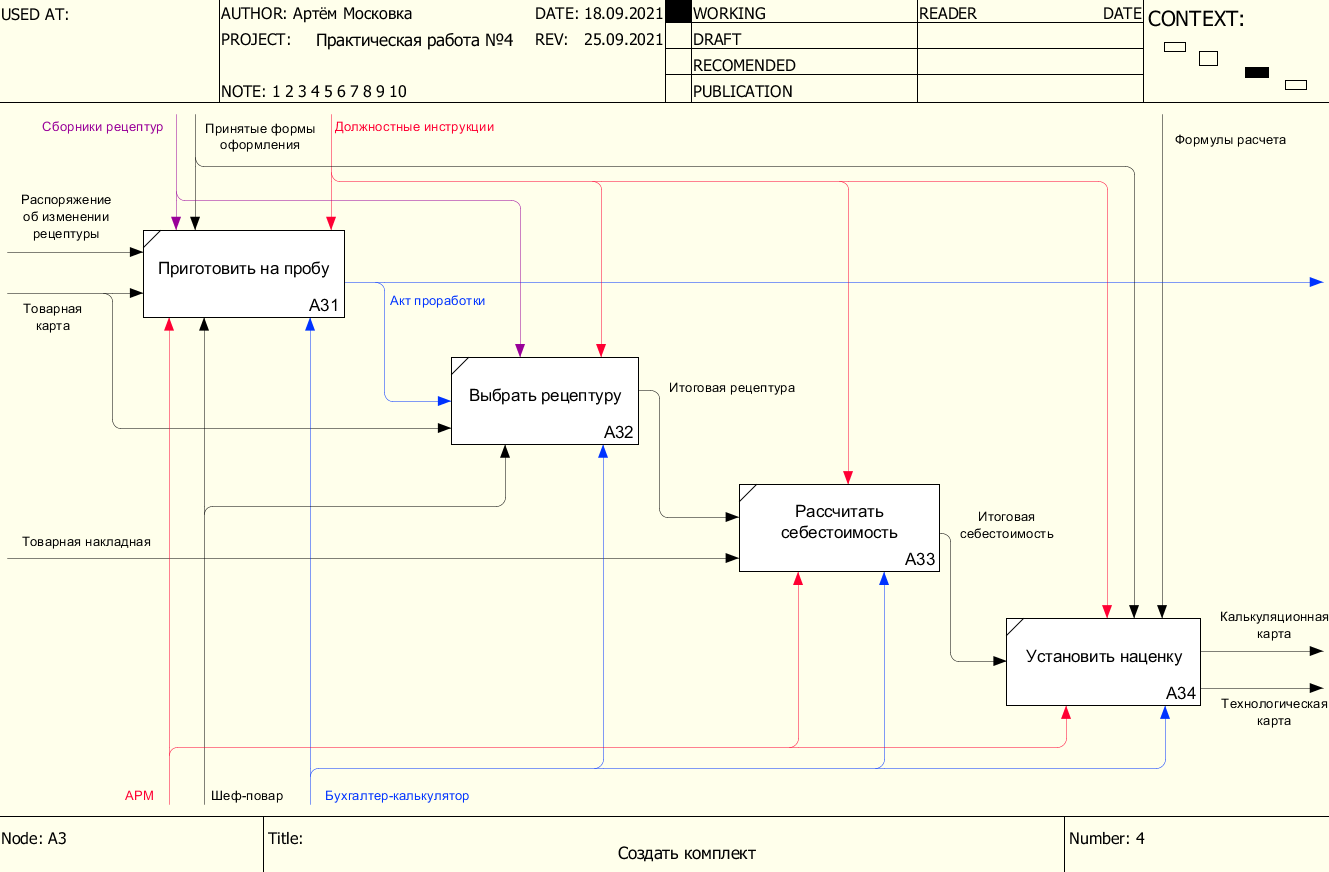 USED AT:
AUTHOR: Артём Московка
DATE: 18.09.2021
PROJECT: Практическая работа №4
REV: 25.09.2021
NOTE: 1 2 3 4 5 6 7 8 9 10
WORKING
DRAFT
RECOMENDED
PUBLICATION
READER
DATE
CONTEXT:
Сборники рецептур
Принятые формы
оформления
Должностные инструкции
Формулы расчета
Распоряжение
об изменении
рецептуры
Приготовить на пробу
A31
Товарная
карта
Акт проработки
Выбрать рецептуру
A32
Итоговая рецептура
Рассчитать
себестоимость
A33
Товарная накладная
Итоговая
себестоимость
Установить наценку
A34
Калькуляционная
карта
Технологическая
карта
АРМ
Шеф-повар
Бухгалтер-калькулятор
Node: A3
Title:
Создать комплект
Number: 4